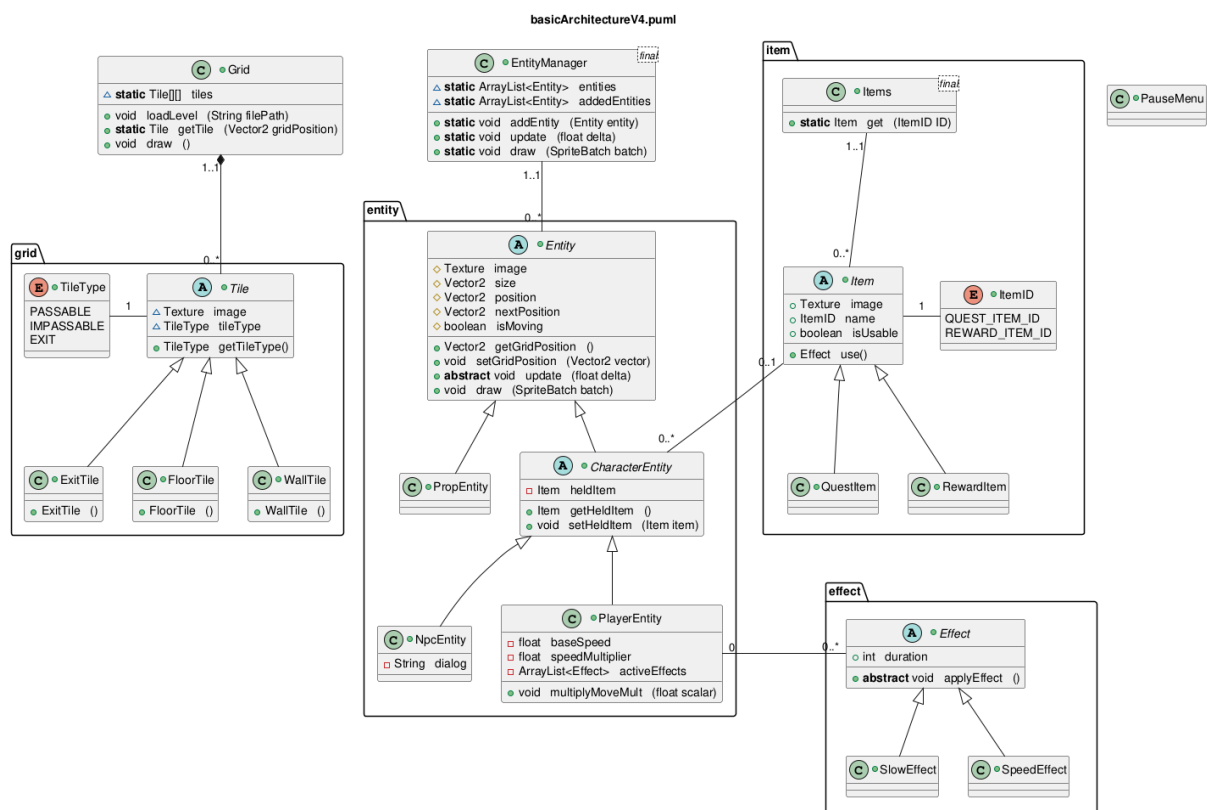 basicArchitectureV4.puml
C Grid
static Tile[][] tiles
void loadLevel (String filePath)
static Tile getTile (Vector2 gridPosition)
void draw ()
1..1
0..*
final
C EntityManager
static ArrayList<Entity> entities
static ArrayList<Entity> addedEntities
static void addEntity (Entity entity)
static void update (float delta)
static void draw (SpriteBatch batch)
1..1
0..*
item
final
C Items
static Item get (ItemID ID)
1..1
0..*
C PauseMenu
grid
E TileType
PASSABLE
IMPASSABLE
EXIT
1
A Tile
Texture image
TileType tileType
TileType getTileType()
C ExitTile
ExitTile ()
C FloorTile
FloorTile ()
C WallTile
WallTile ()
entity
A Entity
Texture image
Vector2 size
Vector2 position
Vector2 nextPosition
boolean isMoving
Vector2 getGridPosition ()
void setGridPosition (Vector2 vector)
abstract void update (float delta)
void draw (SpriteBatch batch)
C PropEntity
0..*
0..1
A CharacterEntity
Item heldItem
Item getHeldItem ()
void setHeldItem (Item item)
C NpcEntity
String dialog
C PlayerEntity
float baseSpeed
float speedMultiplier
ArrayList<Effect> activeEffects
void multiplyMoveMult (float scalar)
0
0..*
A Item
Texture image
ItemID name
boolean isUsable
Effect use()
1
E ItemID
QUEST_ITEM_ID
REWARD_ITEM_ID
C QuestItem
C RewardItem
effect
A Effect
int duration
abstract void applyEffect ()
C SlowEffect
C SpeedEffect